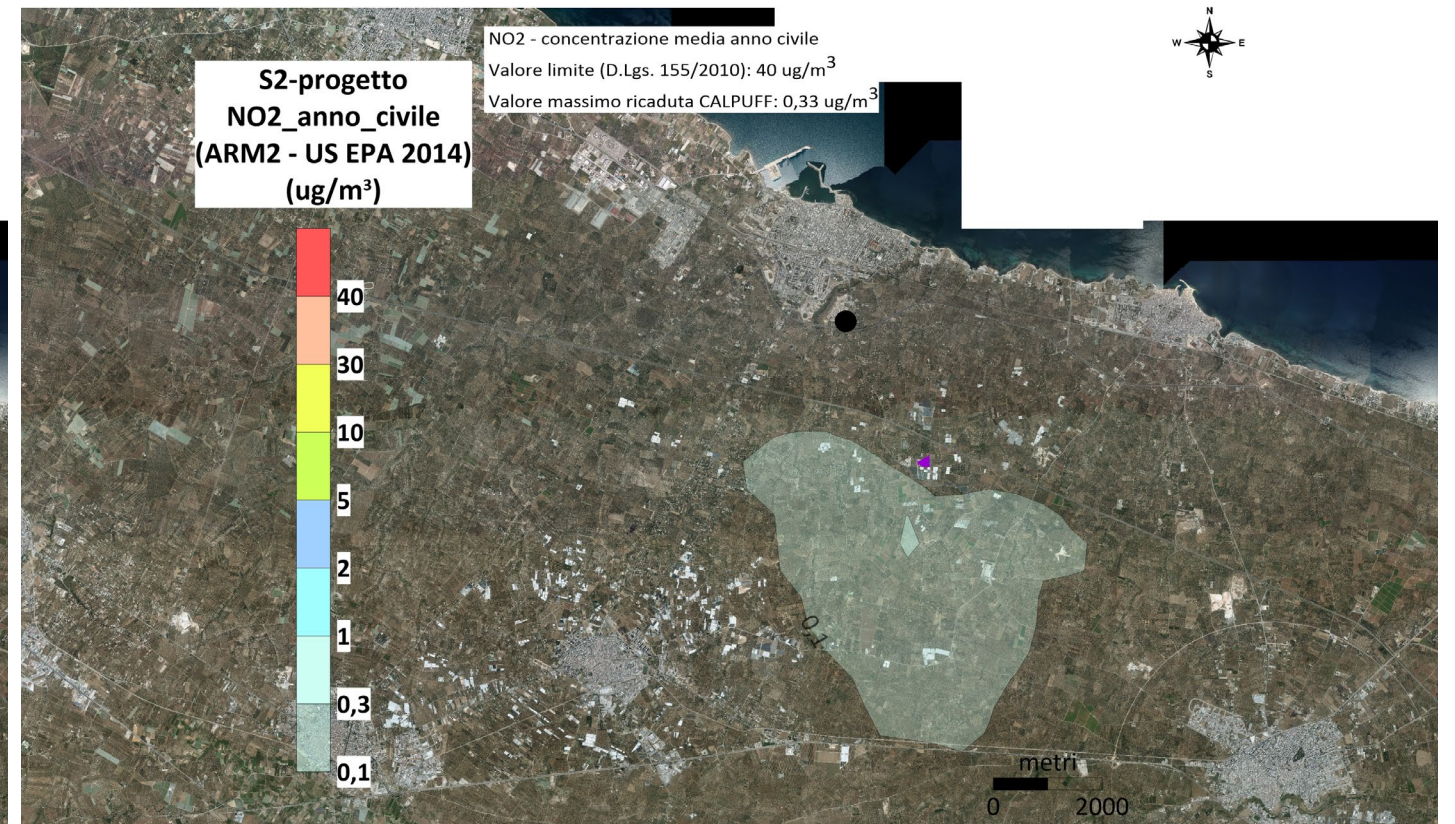 N
W E
S
NO2 - concentrazione media anno civile
Valore limite (D.Lgs. 155/2010): 40 ug/m3
Valore massimo ricaduta CALPUFF: 0,33 ug/m3
S2-progetto
NO2_anno_civile
(ARM2 - US EPA 2014)
(ug/m³)
40
30
10
5
2
1
0,3
0,1
0,1
metri
0 2000